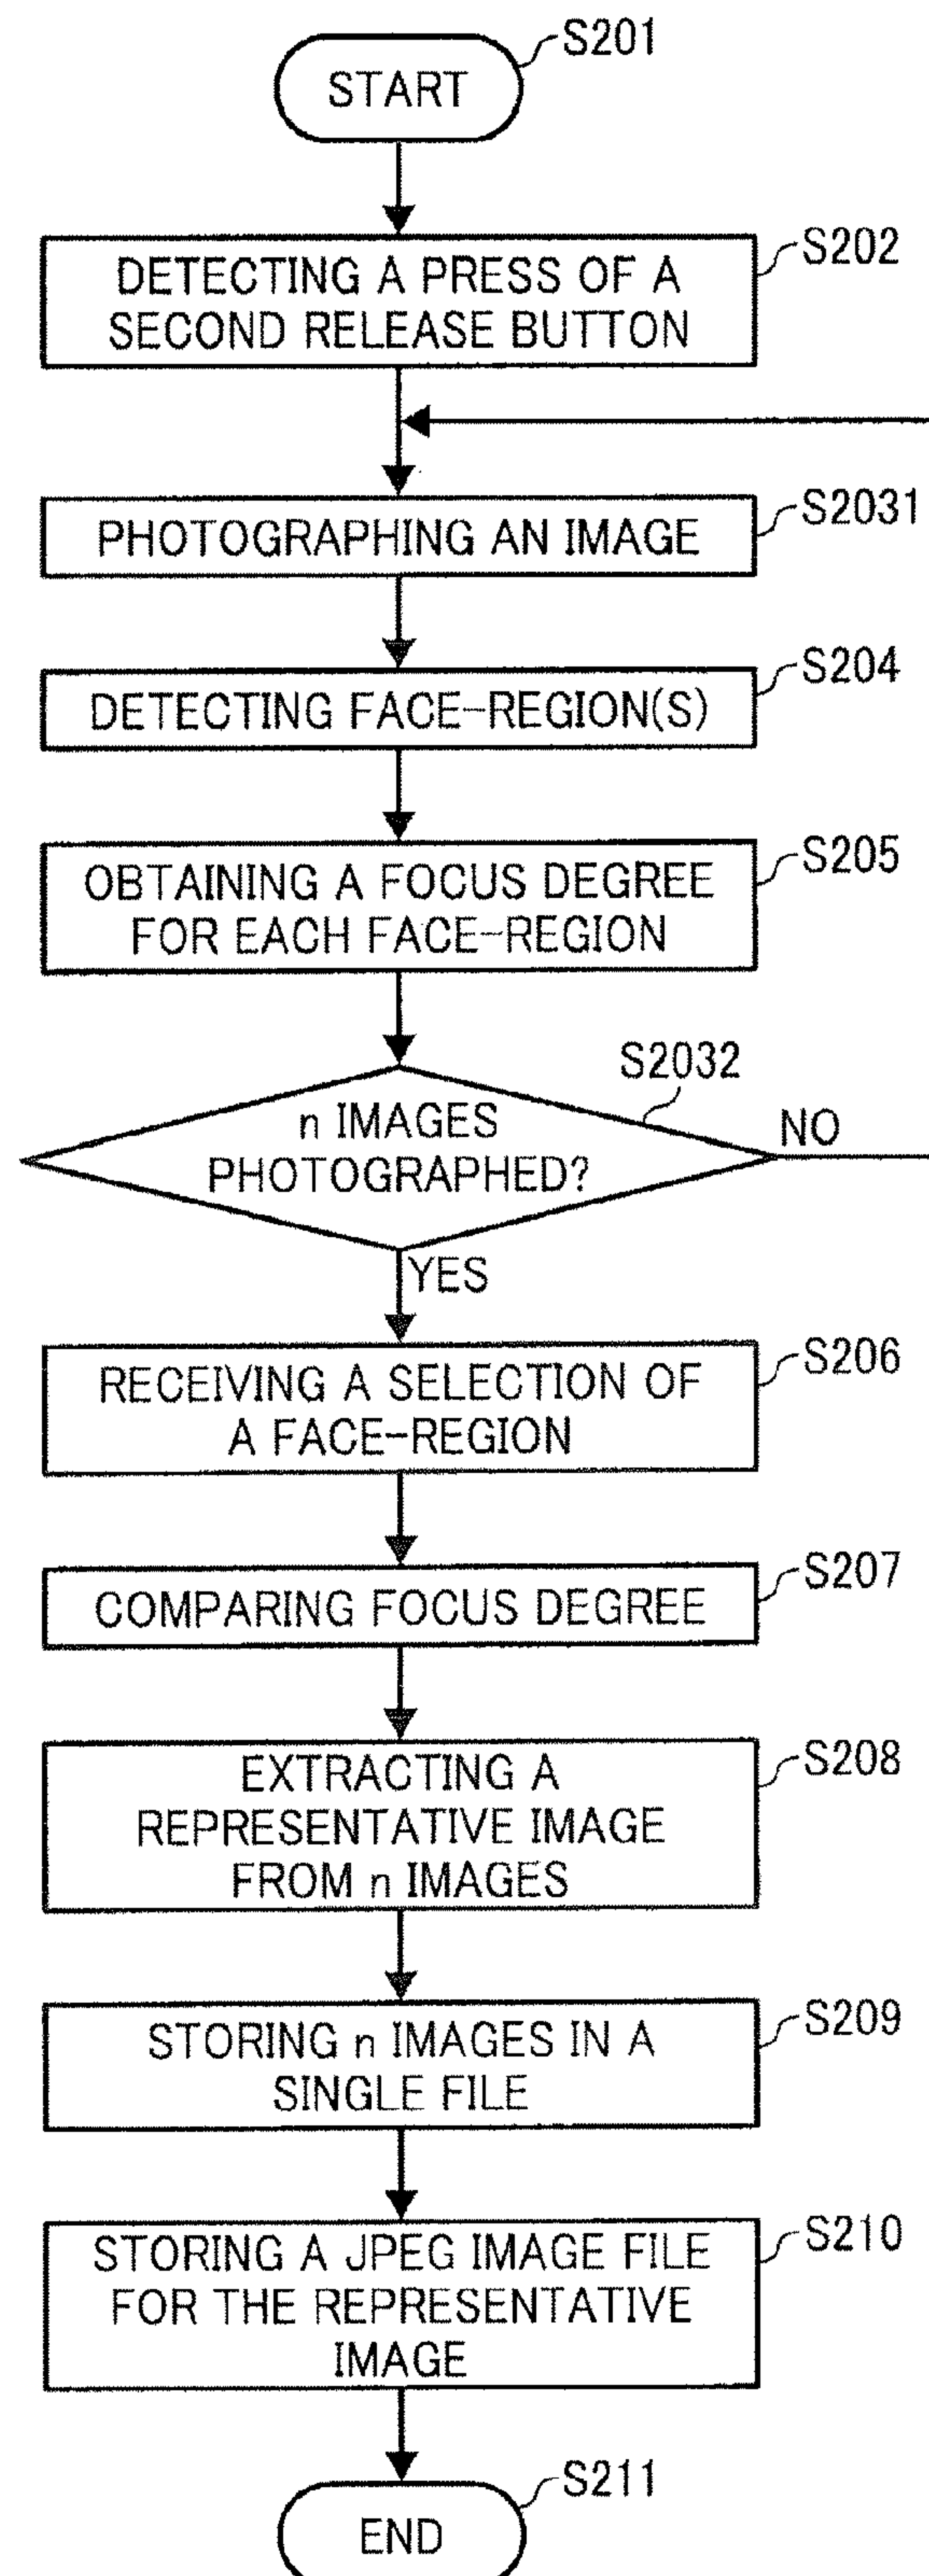 S201
START
S202
DETECTING A PRESS OF A
SECOND RELEASE BUTTON
S2031
PHOTOGRAPHING AN IMAGE
S204
DETECTING FACE-REGION(S)
S205
OBTAINING A FOCUS DEGREE
FOR EACH FACE-REGION
S2032
n IMAGES
PHOTOGRAPHED?
NO
YES
S206
RECEIVING A SELECTION OF
A FACE-REGION
S207
COMPARING FOCUS DEGREE
S208
EXTRACTING A
REPRESENTATIVE IMAGE
FROM n IMAGES
S209
STORING n IMAGES IN A
SINGLE FILE
S210
STORING A JPEG IMAGE FILE
FOR THE REPRESENTATIVE
IMAGE
S211
END